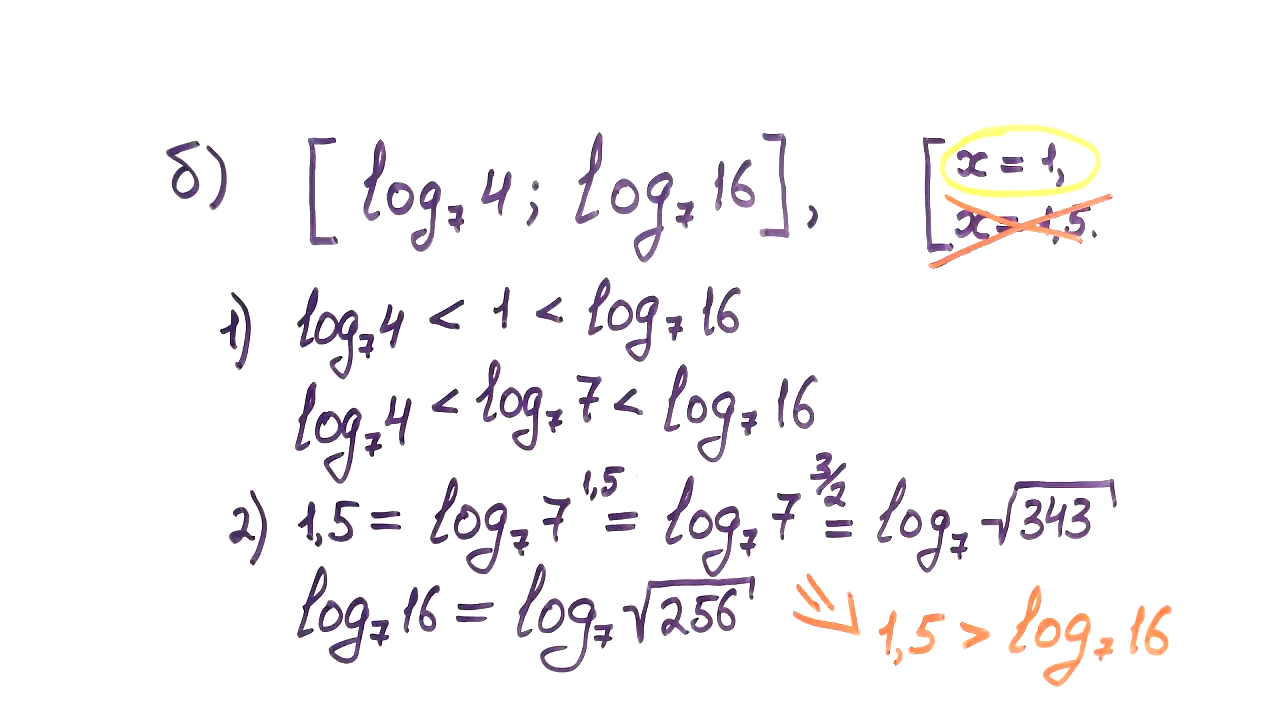 б) [log₇4; log₇16], [x = 1,
x = 1,5.
1) log₇4 < 1 < log₇16
log₇4 < log₇7 < log₇16
2) 1,5 = log₇7^1,5 = log₇7^3/2 = log₇√343
log₇16 = log₇√256 ⇒ 1,5 > log₇16